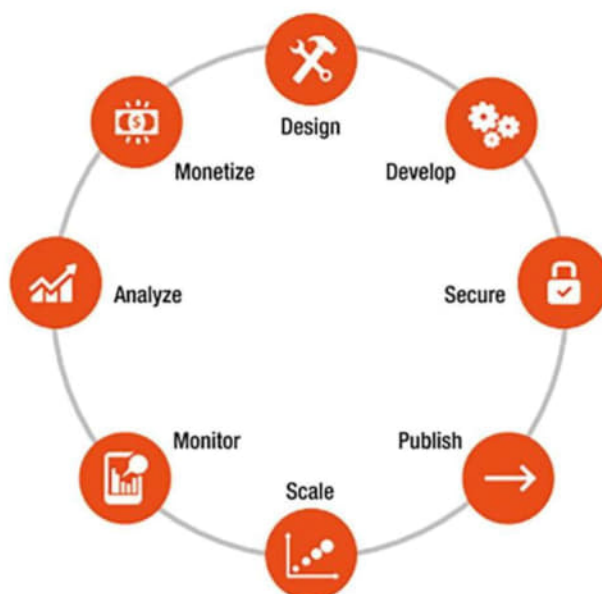 Design
Develop
Secure
Publish
Scale
Monitor
Analyze
Monetize
$